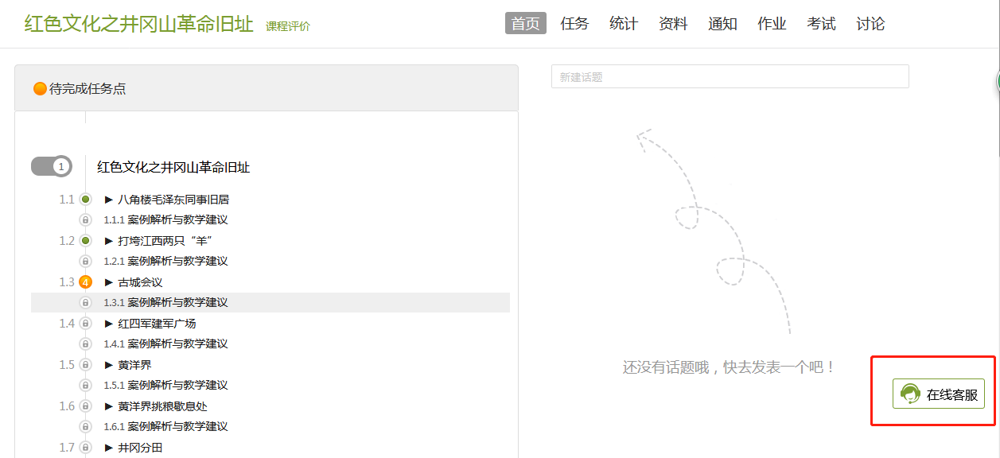 红色文化之井冈山革命旧址 课程评价
首页 任务 统计 资料 通知 作业 考试 讨论
待完成任务点
新建话题
1 红色文化之井冈山革命旧址
1.1 ▶ 八角楼毛泽东同事旧居
1.1.1 案例解析与教学建议
1.2 ▶ 打垮江西两只“羊”
1.2.1 案例解析与教学建议
1.3 4 ▶ 古城会议
1.3.1 案例解析与教学建议
1.4 ▶ 红四军建军广场
1.4.1 案例解析与教学建议
1.5 ▶ 黄洋界
1.5.1 案例解析与教学建议
1.6 ▶ 黄洋界挑粮歇息处
1.6.1 案例解析与教学建议
1.7 ▶ 井冈分田
还没有话题哦，快去发表一个吧！
在线客服